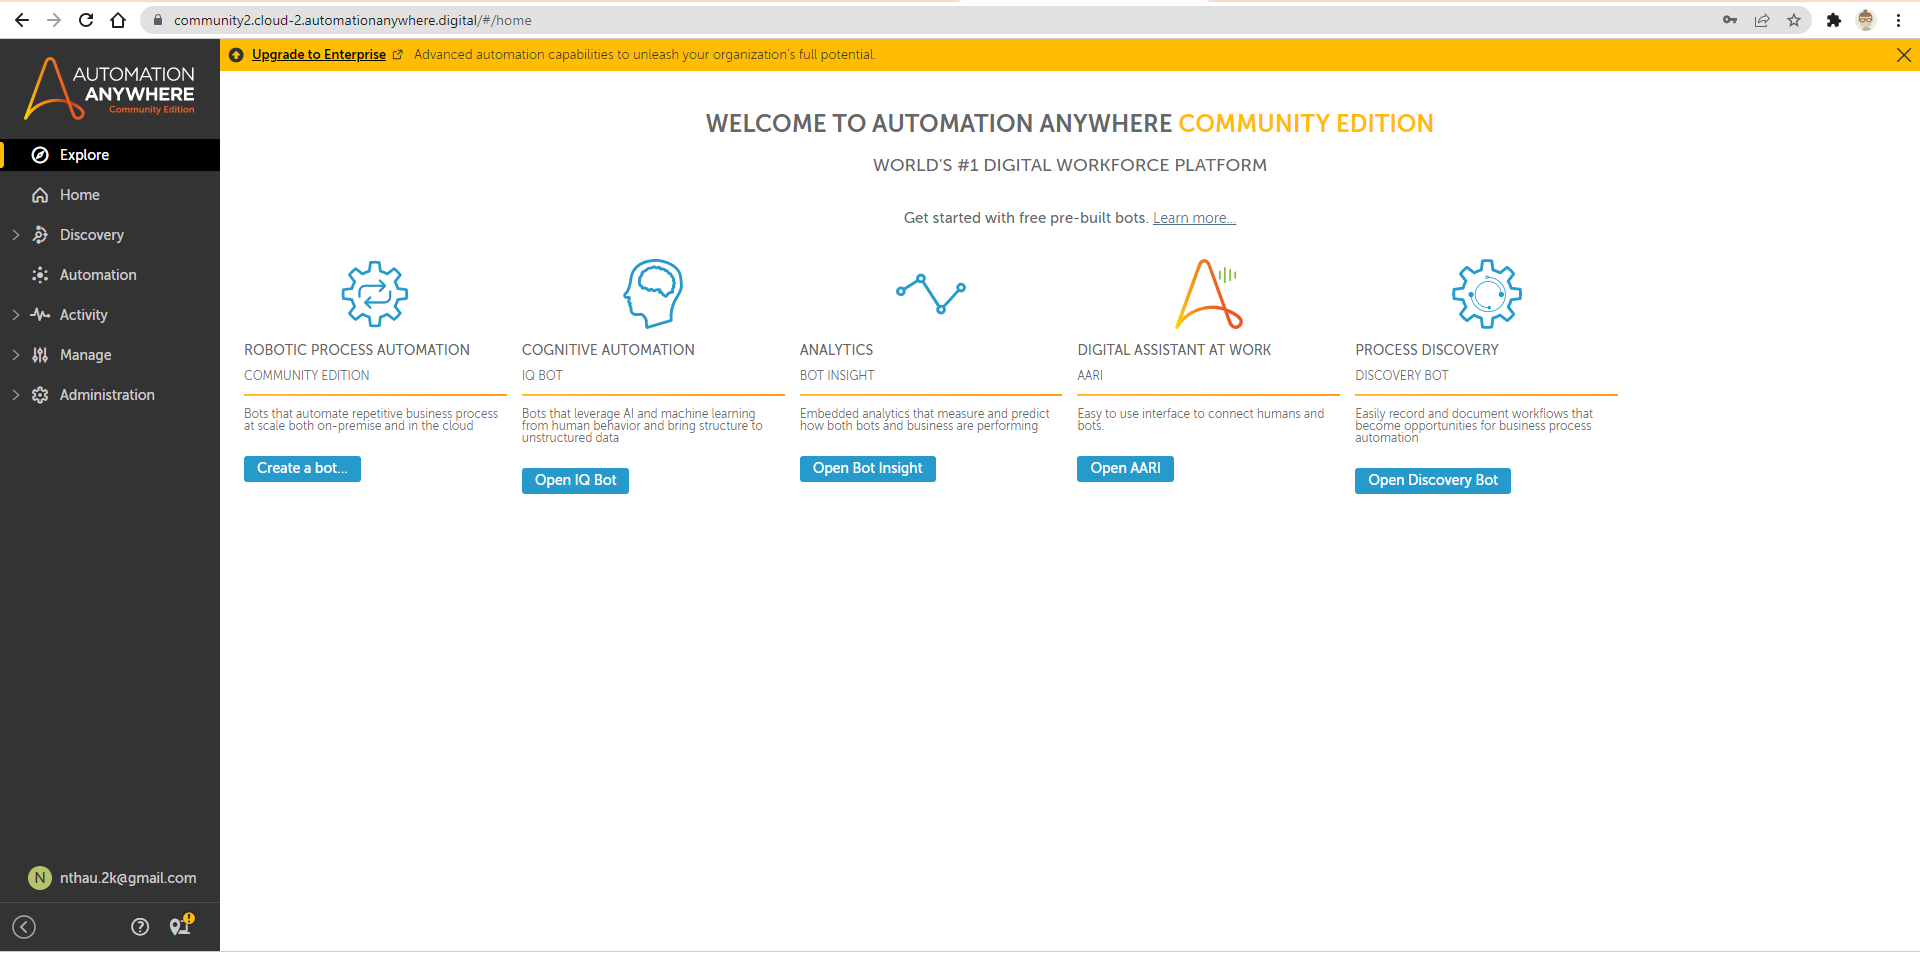 community2.cloud-2.automationanywhere.digital/#/home
AUTOMATION
ANYWHERE
Community Edition
Explore
Home
Discovery
Automation
Activity
Manage
Administration
N nthau.2k@gmail.com
Upgrade to Enterprise Advanced automation capabilities to unleash your organization's full potential.
WELCOME TO AUTOMATION ANYWHERE COMMUNITY EDITION
WORLD'S #1 DIGITAL WORKFORCE PLATFORM
Get started with free pre-built bots. Learn more...
ROBOTIC PROCESS AUTOMATION
COMMUNITY EDITION
Bots that automate repetitive business process
at scale both on-premise and in the cloud
Create a bot...
COGNITIVE AUTOMATION
IQ BOT
Bots that leverage AI and machine learning
from human behavior and bring structure to
unstructured data
Open IQ Bot
ANALYTICS
BOT INSIGHT
Embedded analytics that measure and predict
how both bots and business are performing
Open Bot Insight
DIGITAL ASSISTANT AT WORK
AARI
Easy to use interface to connect humans and
bots.
Open AARI
PROCESS DISCOVERY
DISCOVERY BOT
Easily record and document workflows that
become opportunities for business process
automation
Open Discovery Bot